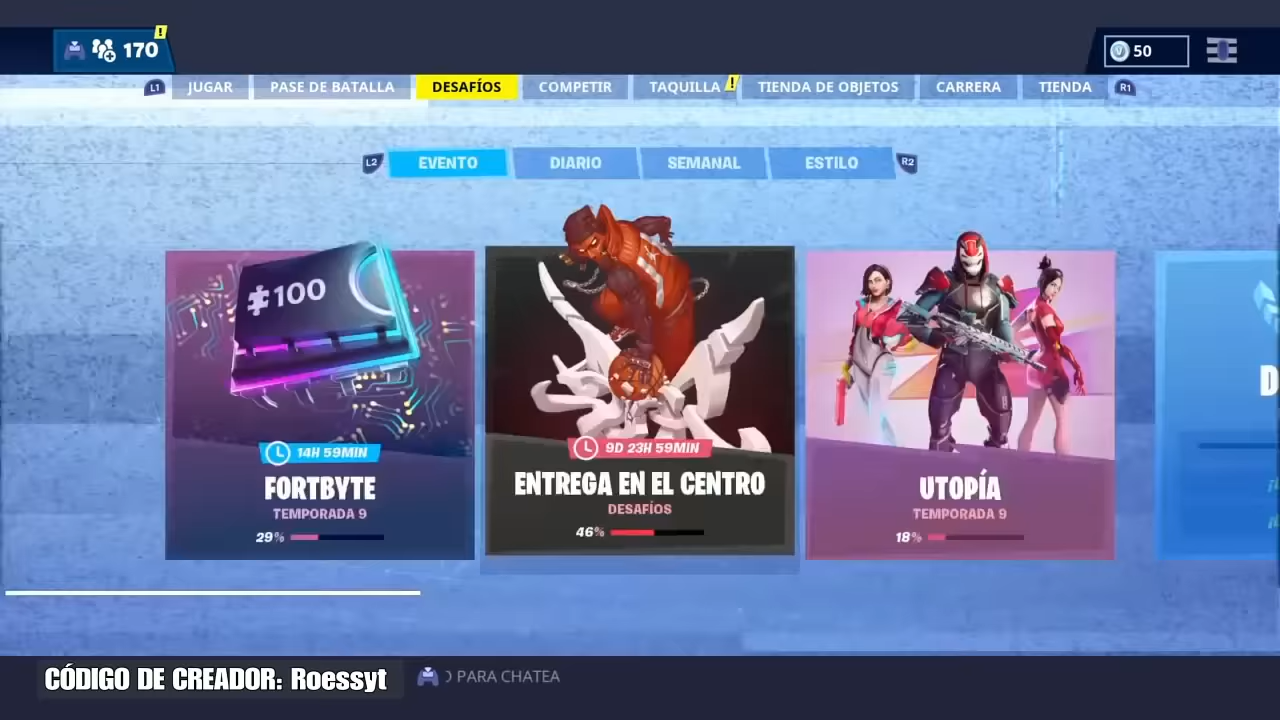 170
!
50
L1
JUGAR
PASE DE BATALLA
DESAFÍOS
COMPETIR
TAQUILLA
!
TIENDA DE OBJETOS
CARRERA
TIENDA
R1
L2
EVENTO
DIARIO
SEMANAL
ESTILO
R2
100
14H 59MIN
FORTBYTE
TEMPORADA 9
29%
9D 23H 59MIN
ENTREGA EN EL CENTRO
DESAFÍOS
46%
UTOPÍA
TEMPORADA 9
18%
D
CÓDIGO DE CREADOR: Roessyt
PARA CHATEA